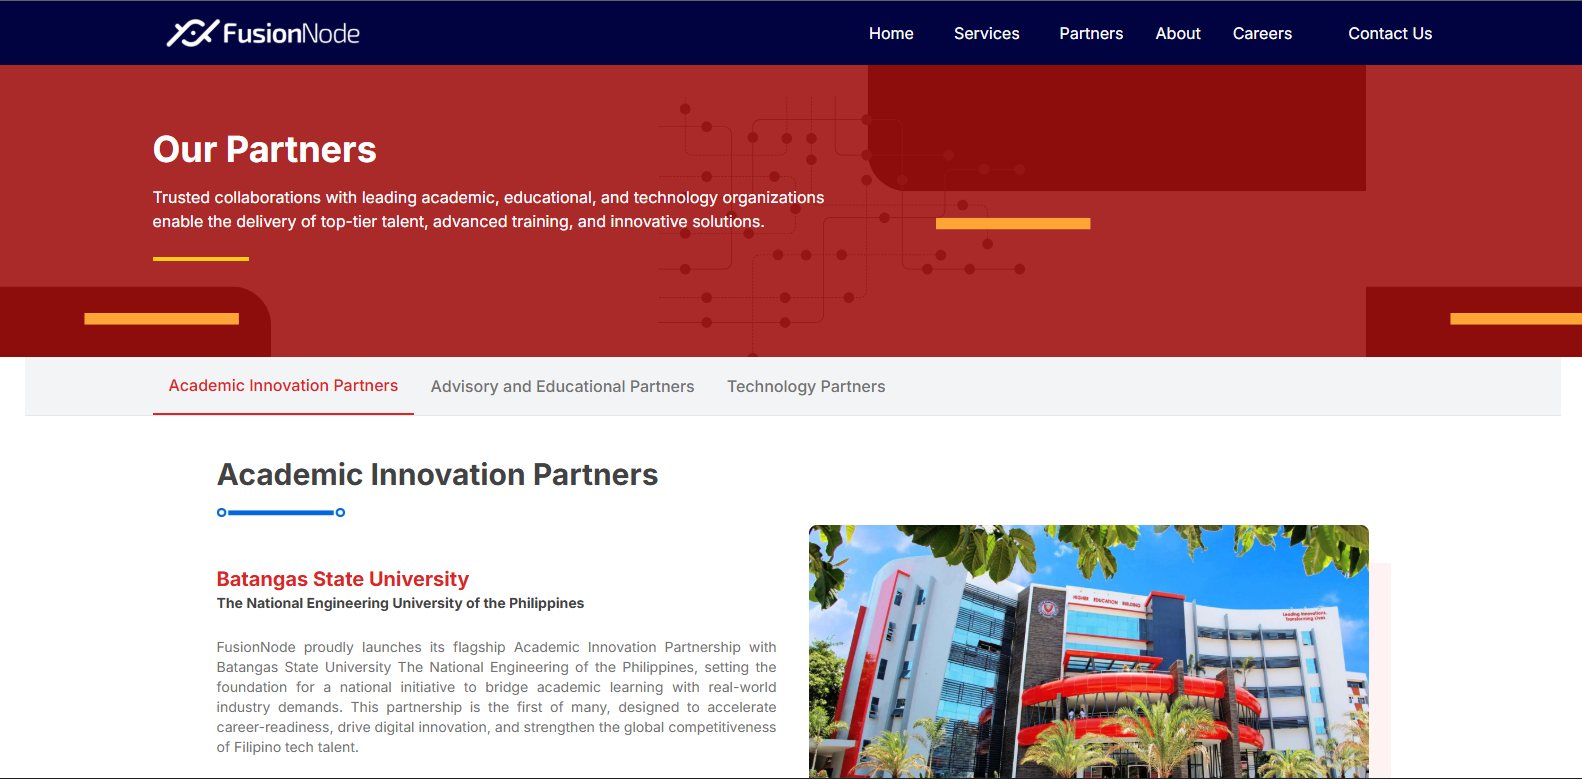 FusionNode
Home
Services
Partners
About
Careers
Contact Us
Our Partners
Trusted collaborations with leading academic, educational, and technology organizations
enable the delivery of top-tier talent, advanced training, and innovative solutions.
Academic Innovation Partners
Advisory and Educational Partners
Technology Partners
Academic Innovation Partners
Batangas State University
The National Engineering University of the Philippines
FusionNode proudly launches its flagship Academic Innovation Partnership with
Batangas State University The National Engineering of the Philippines, setting the
foundation for a national initiative to bridge academic learning with real-world
industry demands. This partnership is the first of many, designed to accelerate
career-readiness, drive digital innovation, and strengthen the global competitiveness
of Filipino tech talent.
HIGHER EDUCATION BUILDING
Leading Innovations,
Transforming Lives